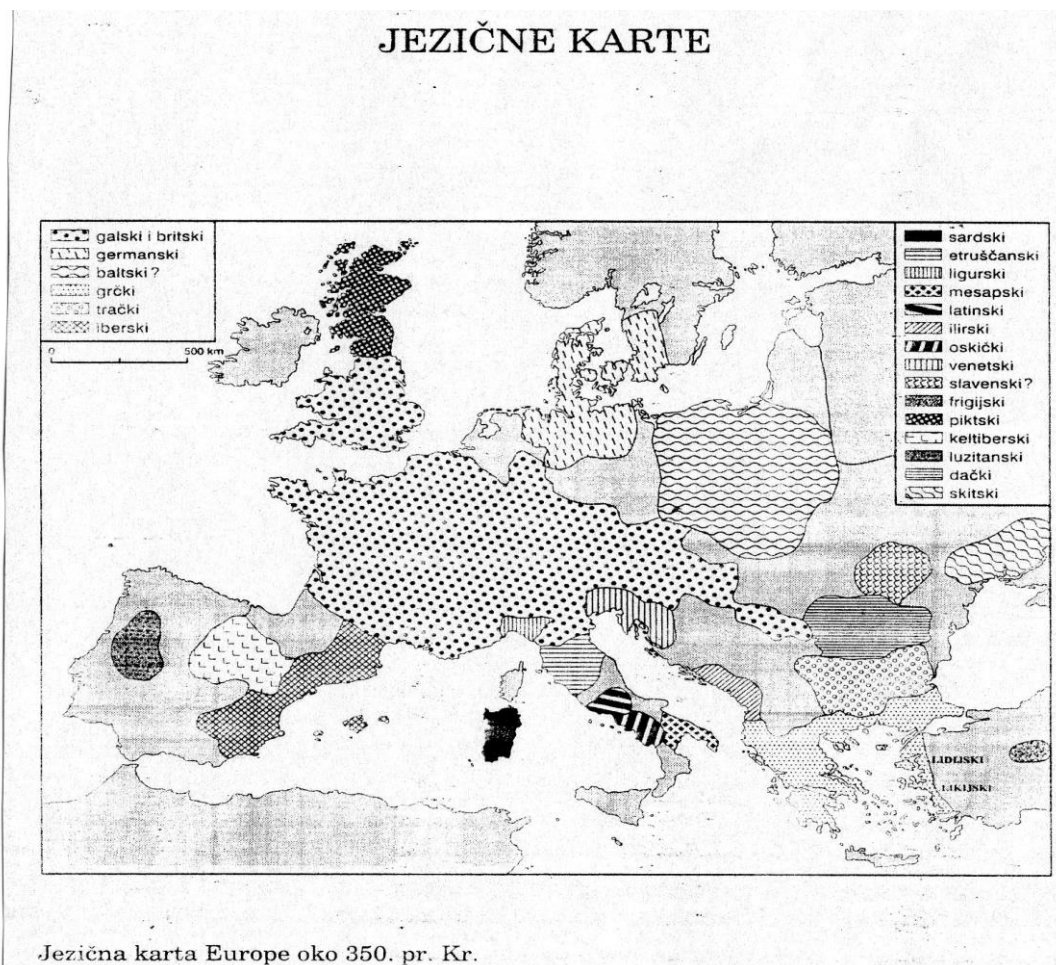 JEZIČNE KARTE
galski i britski
germanski
baltski?
grčki
trački
iberski
0 500 km
sardski
etruščanski
ligurski
mesapski
latinski
ilirski
oskički
venetski
slavenski?
frigijski
piktski
keltiberski
luzitanski
dački
skitski
LIDIJSKI
LIKIJSKI
Jezična karta Europe oko 350. pr. Kr.